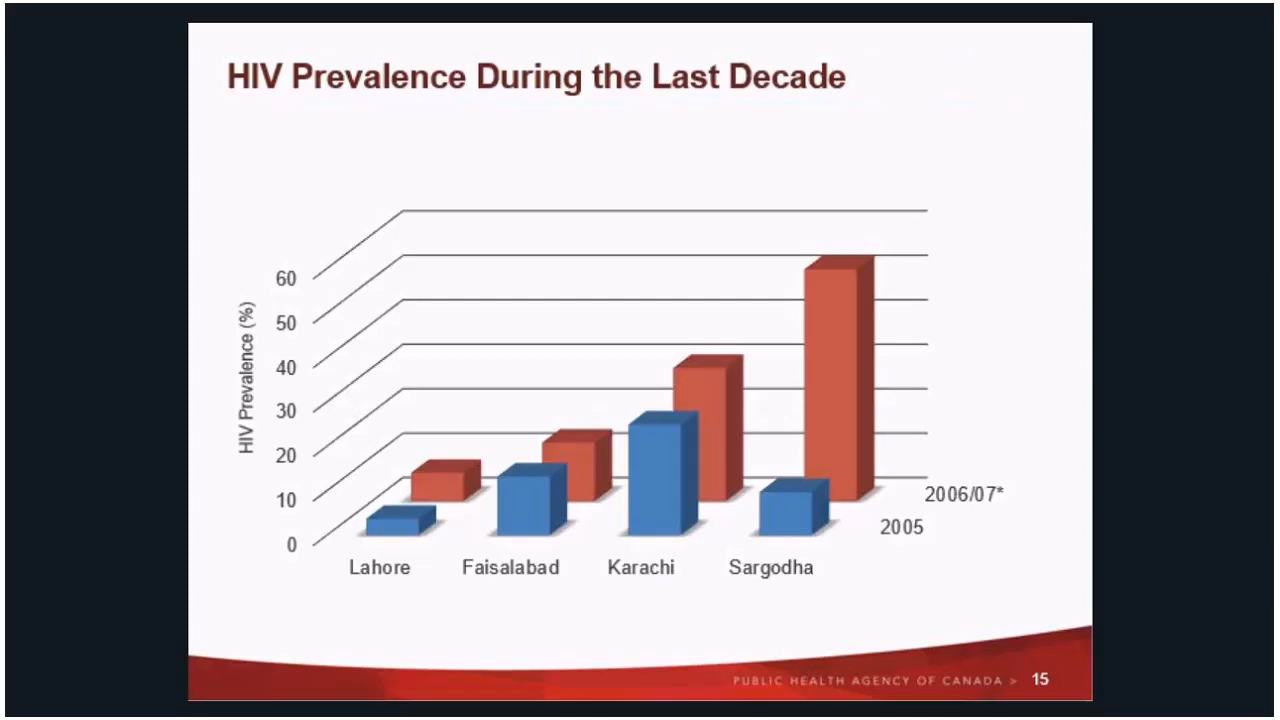 HIV Prevalence During the Last Decade
60
50
40
30
20
10
0
HIV Prevalence (%)
2006/07*
2005
Lahore Faisalabad Karachi Sargodha
PUBLIC HEALTH AGENCY OF CANADA > 15